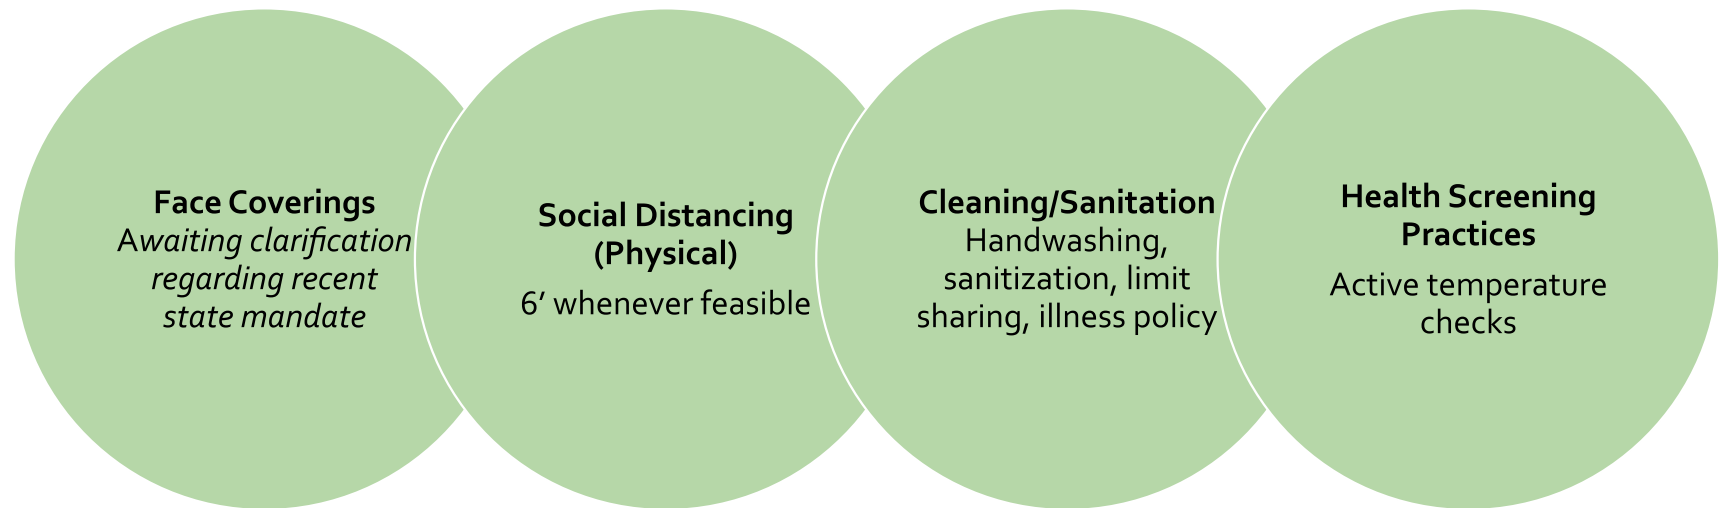 Face Coverings
Awaiting clarification
regarding recent
state mandate
Social Distancing
(Physical)
6’ whenever feasible
Cleaning/Sanitation
Handwashing,
sanitization, limit
sharing, illness policy
Health Screening
Practices
Active temperature
checks